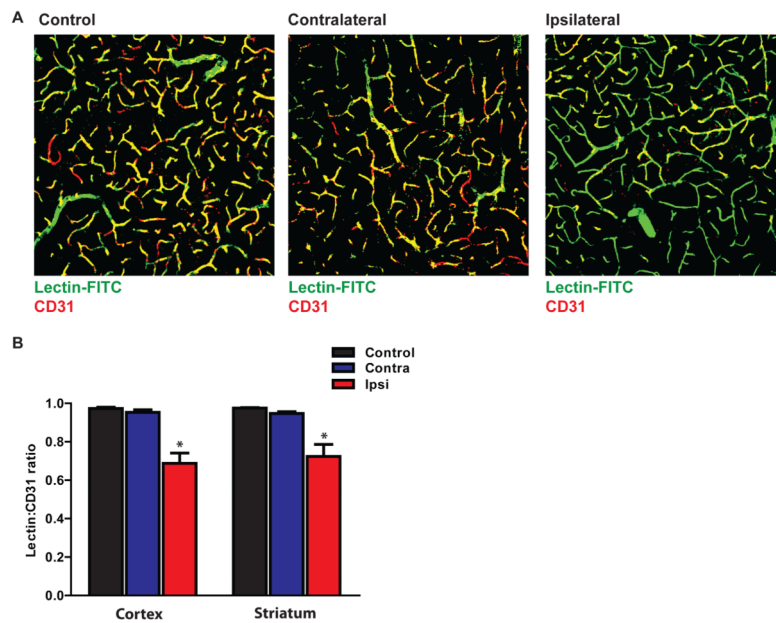 A
Control
Contralateral
Ipsilateral
Lectin-FITC
CD31
Lectin-FITC
CD31
Lectin-FITC
CD31
B
Control
Contra
Ipsi
Lectin:CD31 ratio
1.0
0.8
0.6
0.4
0.2
0.0
*
*
Cortex
Striatum